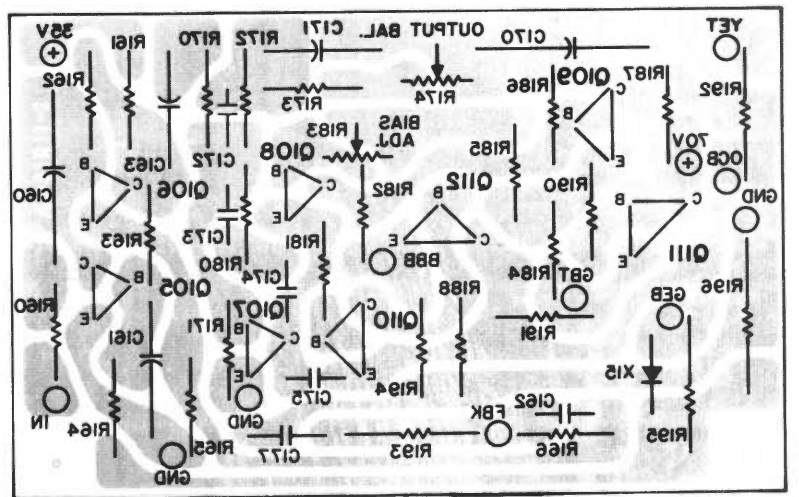 35V
R162
R161
R170
R172
C171
OUTPUT BAL.
C170
YET
R173
R174
R186
Q109
R187
R192
B
C
E
C160
C163
Q106
C172
Q108
R183
BIAS
ADJ.
R185
70V
OCB
B
C
E
R163
C173
R180
B
C
E
R182
Q112
B
E
C
BBB
R190
R184
GBT
B
C
E
Q111
GND
R160
C
B
E
Q105
C161
R171
Q107
C174
R181
B
C
E
Q110
C
B
E
R188
R191
GEB
R196
IN
R164
R165
GND
GND
C175
C177
R194
R193
FBK
C162
R166
X15
R195